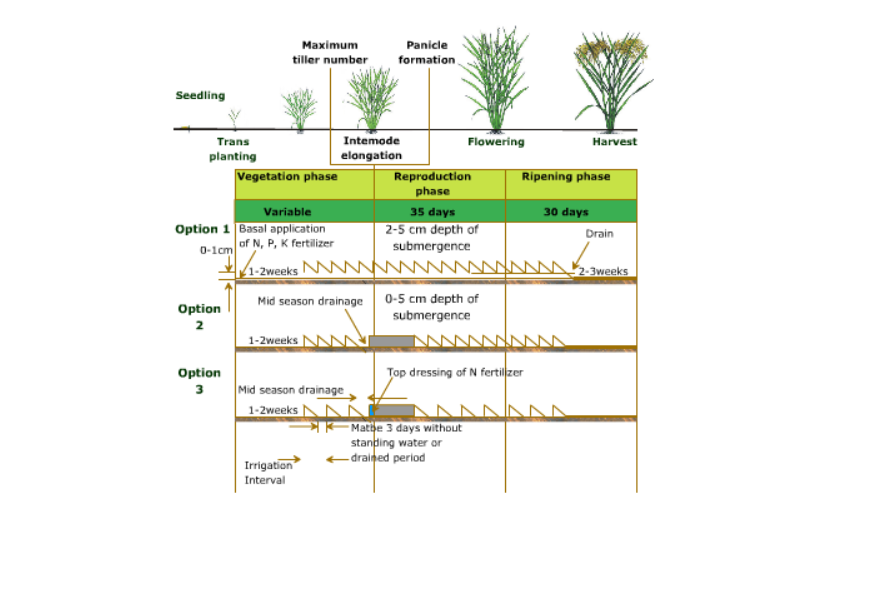 Maximum
tiller number
Panicle
formation
Seedling
Trans
planting
Intemode
elongation
Flowering
Harvest
Vegetation phase
Reproduction
phase
Ripening phase
Variable
35 days
30 days
Option 1
0-1cm
Basal application
of N, P, K fertilizer
2-5 cm depth of
submergence
Drain
1-2weeks
2-3weeks
Option
2
Mid season drainage
0-5 cm depth of
submergence
1-2weeks
Option
3
Top dressing of N fertilizer
Mid season drainage
1-2weeks
Matbe 3 days without
standing water or
drained period
Irrigation
Interval